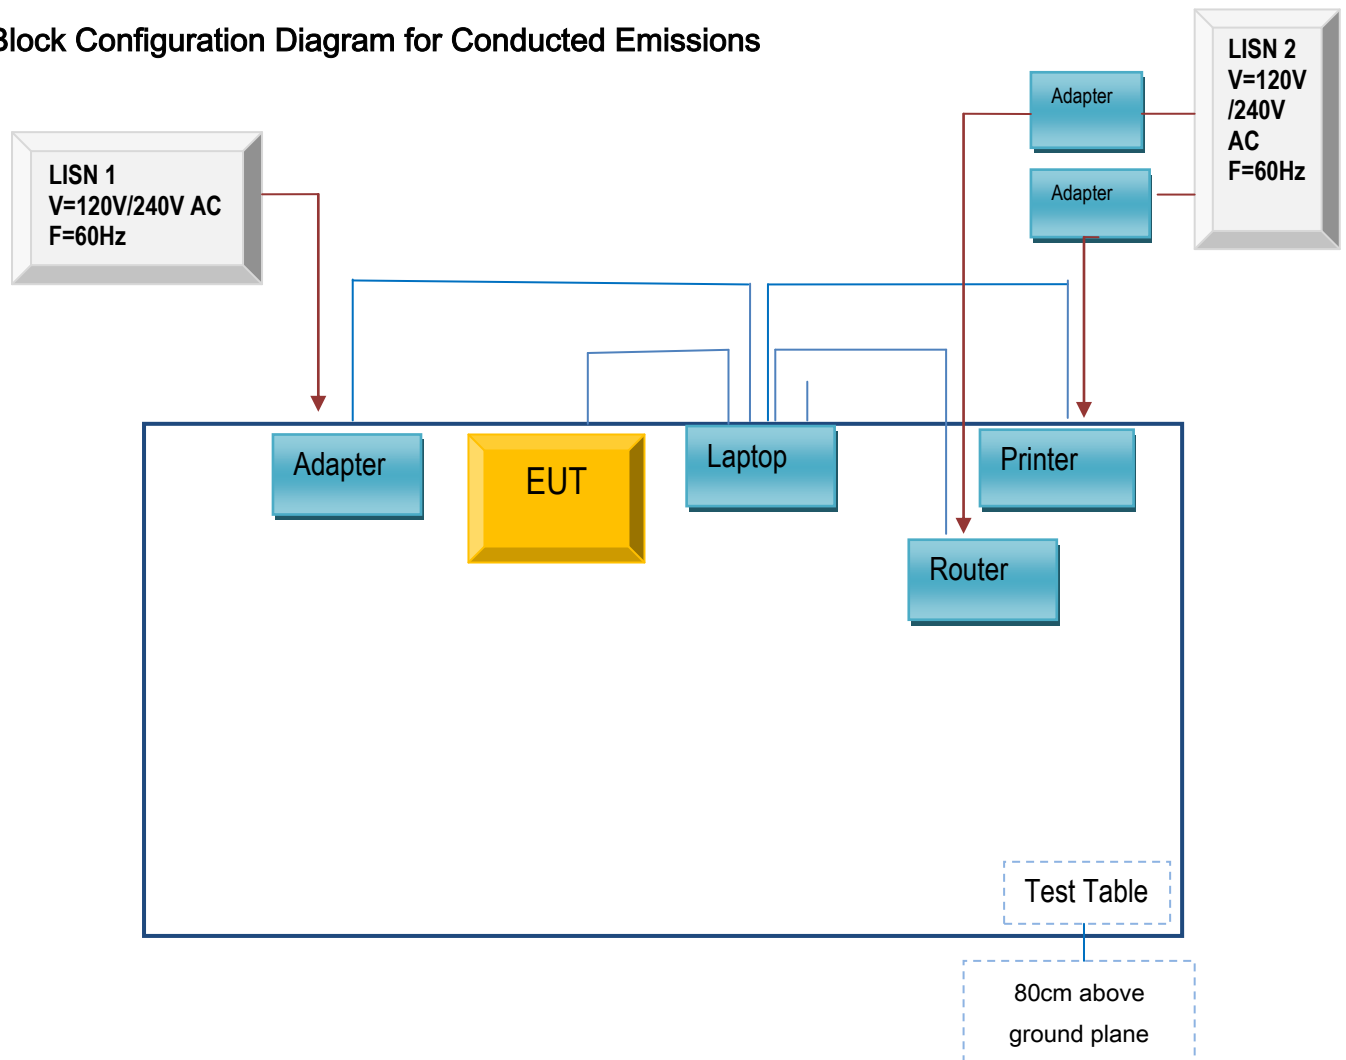 Block Configuration Diagram for Conducted Emissions
LISN 1
V=120V/240V AC
F=60Hz
Adapter
Adapter
LISN 2
V=120V
/240V
AC
F=60Hz
Adapter
EUT
Laptop
Printer
Router
Test Table
80cm above
ground plane